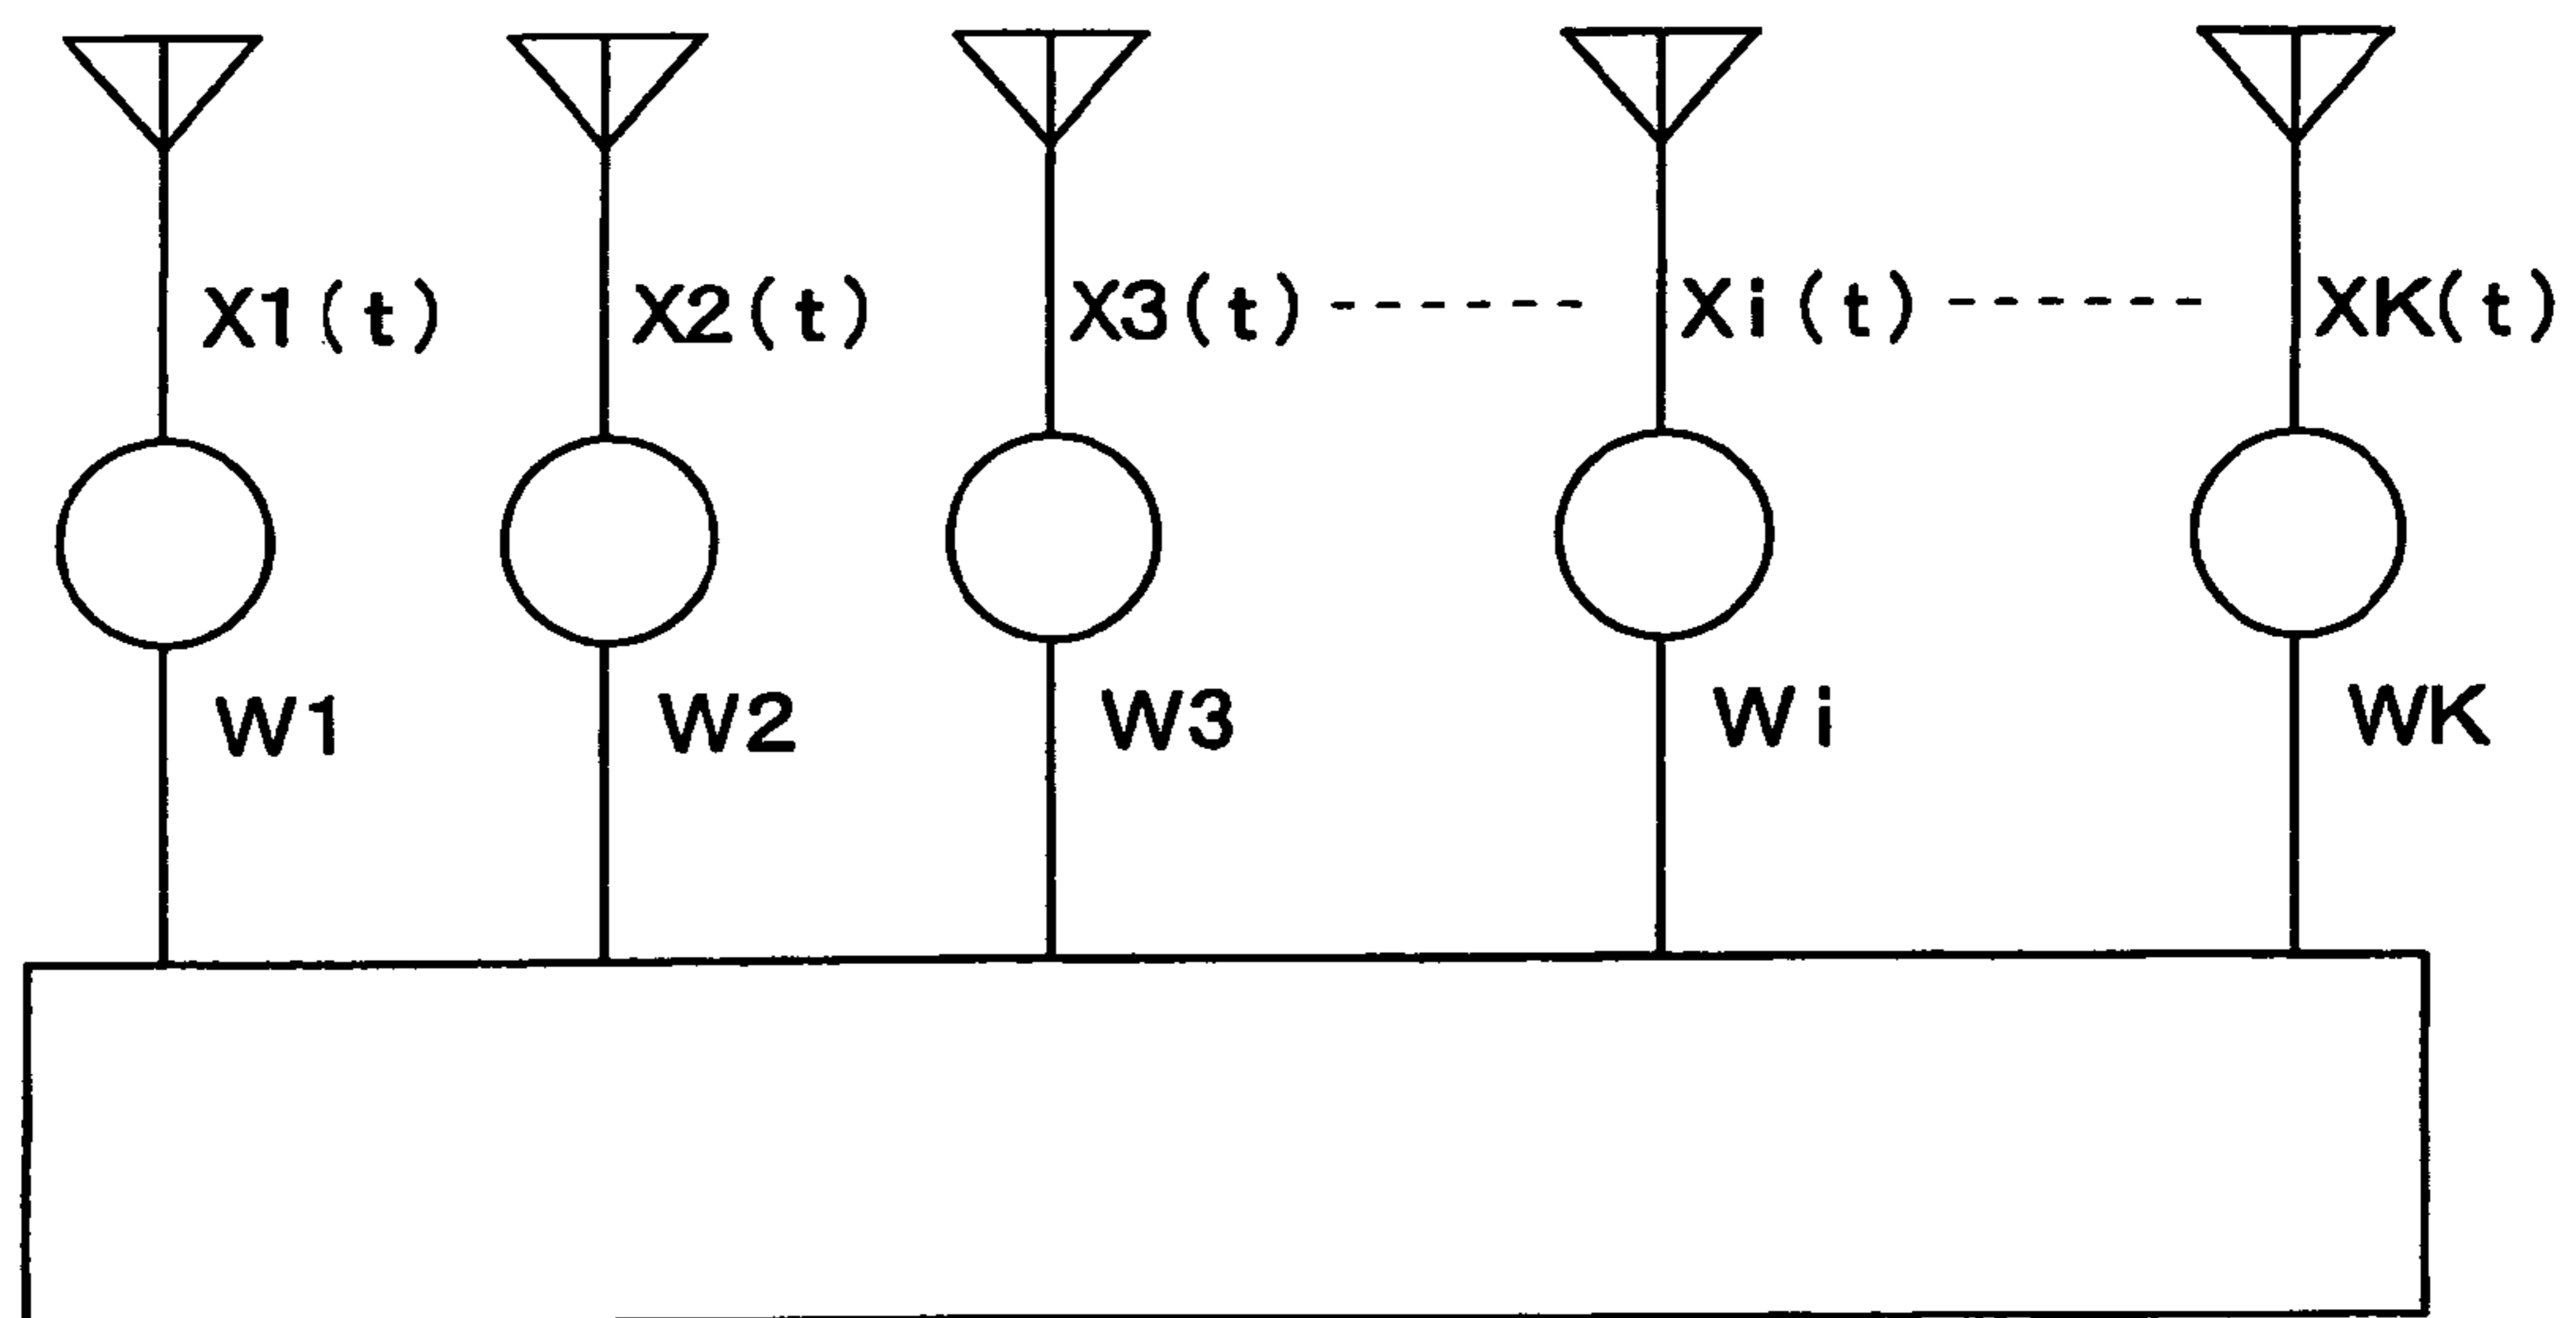 X1(t) X2(t) X3(t) ------ Xi(t) ------ XK(t)
W1 W2 W3 Wi WK